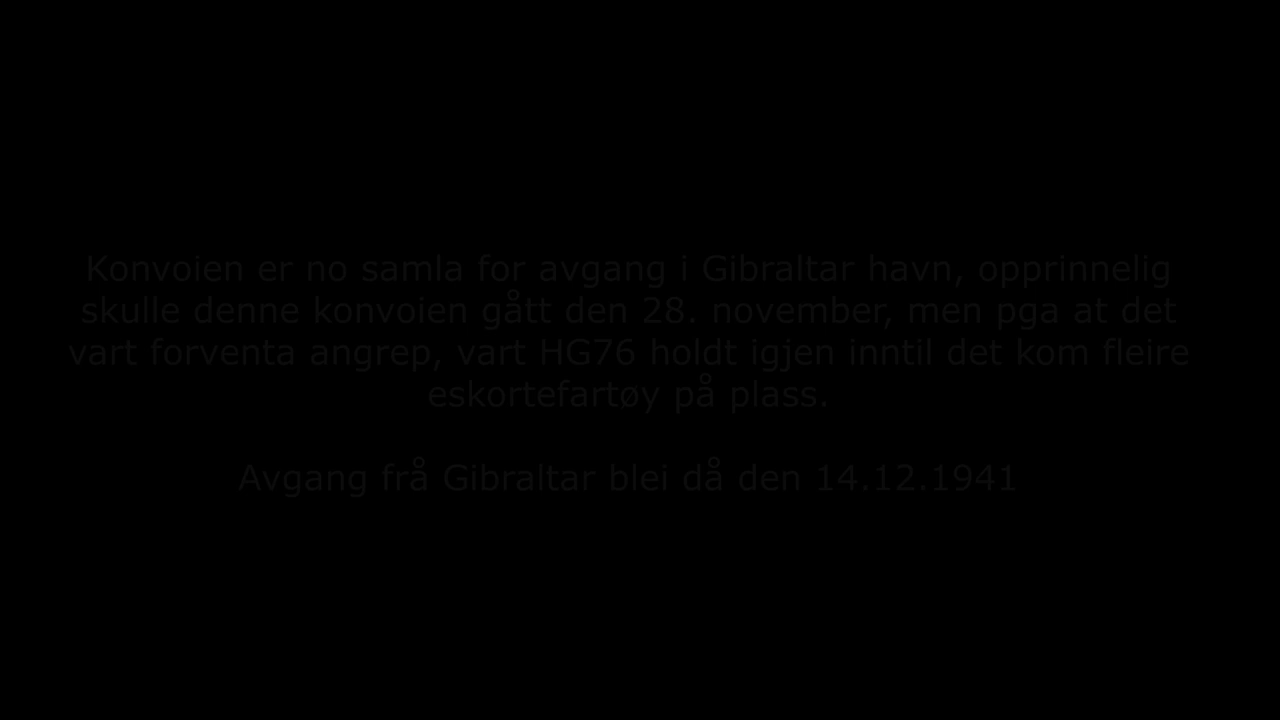 Konvoien er no samla for avgang i Gibraltar havn, opprinnelig
skulle denne konvoien gått den 28. november, men pga at det
vart forventa angrep, vart HG76 holdt igjen inntil det kom fleire
eskortefartøy på plass.
Avgang frå Gibraltar blei då den 14.12.1941